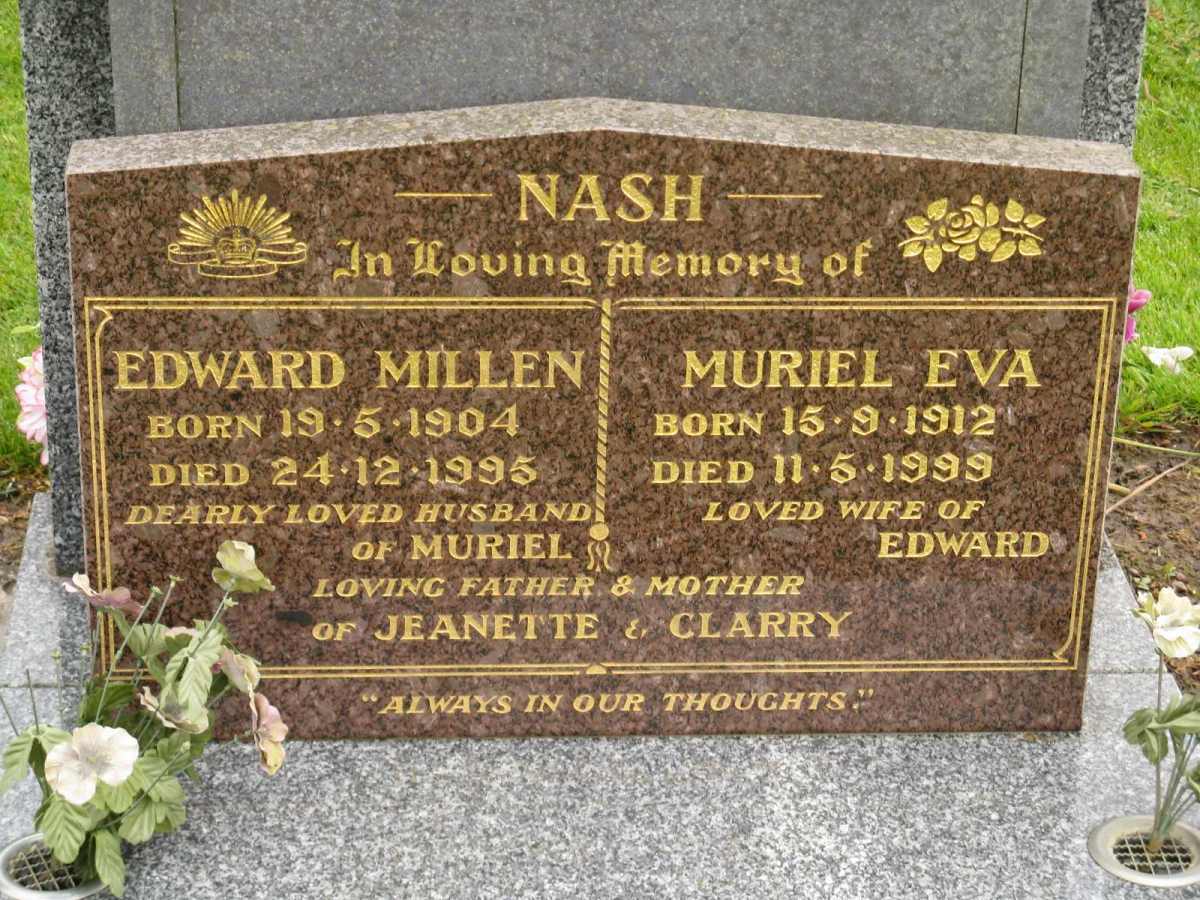 NASH
In Loving Memory of
EDWARD MILLEN
BORN 19·5·1904
DIED 24·12·1995
DEARLY LOVED HUSBAND
OF MURIEL
MURIEL EVA
BORN 15·9·1912
DIED 11·5·1999
LOVED WIFE OF
EDWARD
LOVING FATHER & MOTHER
OF JEANETTE & CLARRY
"ALWAYS IN OUR THOUGHTS."